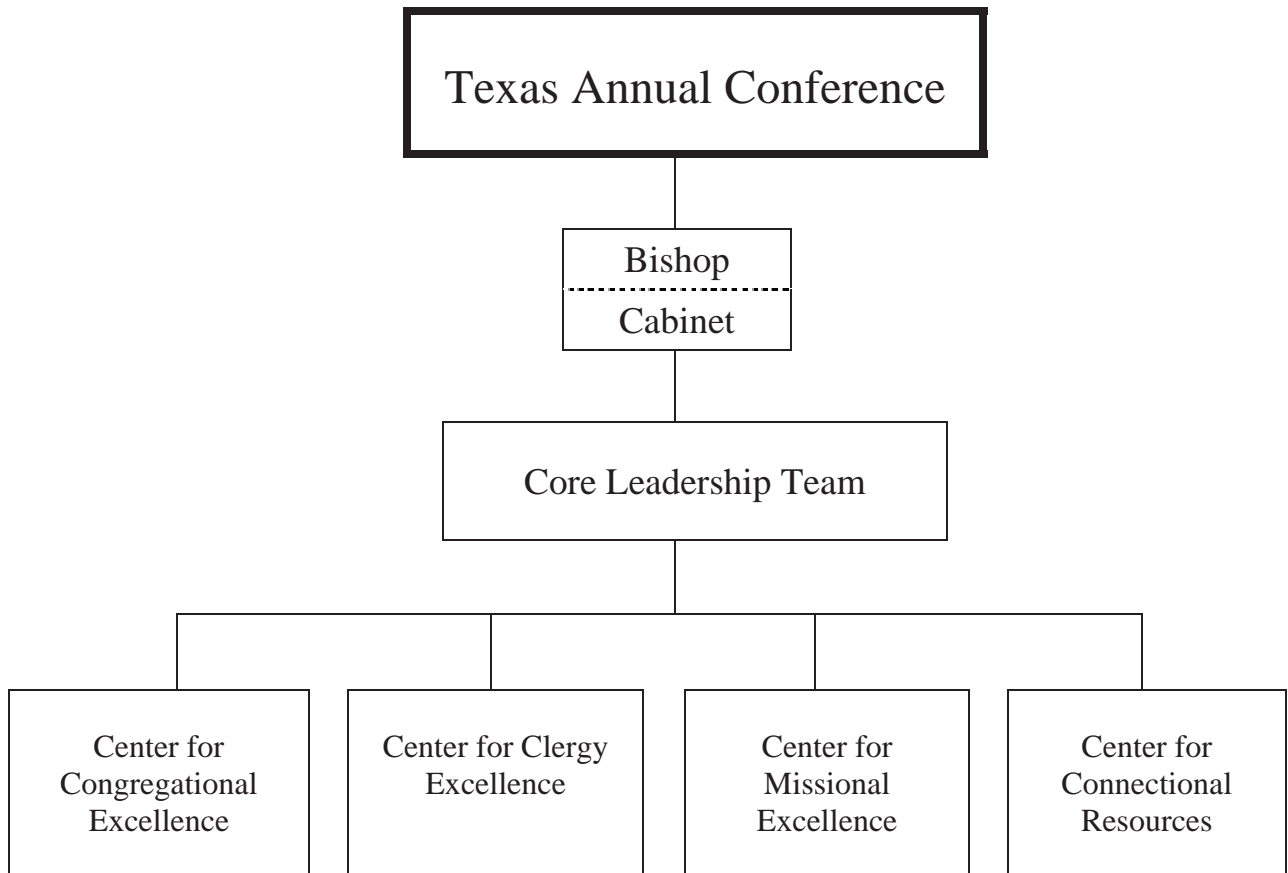 Texas Annual Conference
Bishop
Cabinet
Core Leadership Team
Center for
Congregational
Excellence
Center for Clergy
Excellence
Center for
Missional
Excellence
Center for
Connectional
Resources